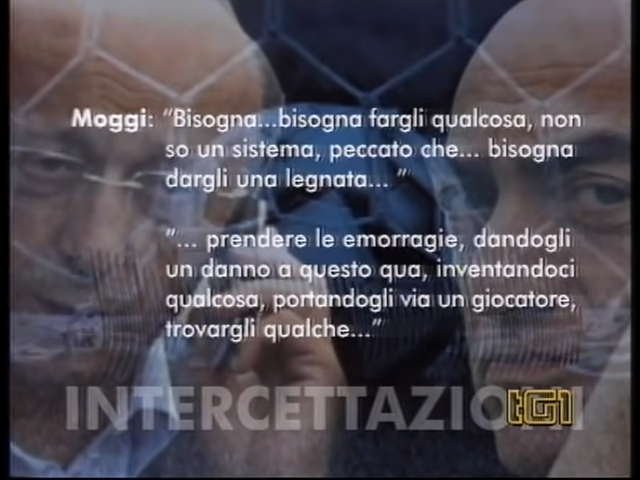 Moggi: "Bisogna...bisogna fargli qualcosa, non
so un sistema, peccato che... bisogna
dargli una legnata... "
"... prendere le emorragie, dandogli
un danno a questo qua, inventandoci
qualcosa, portandogli via un giocatore,
trovargli qualche..."
INTERCETTAZIONI
tG1